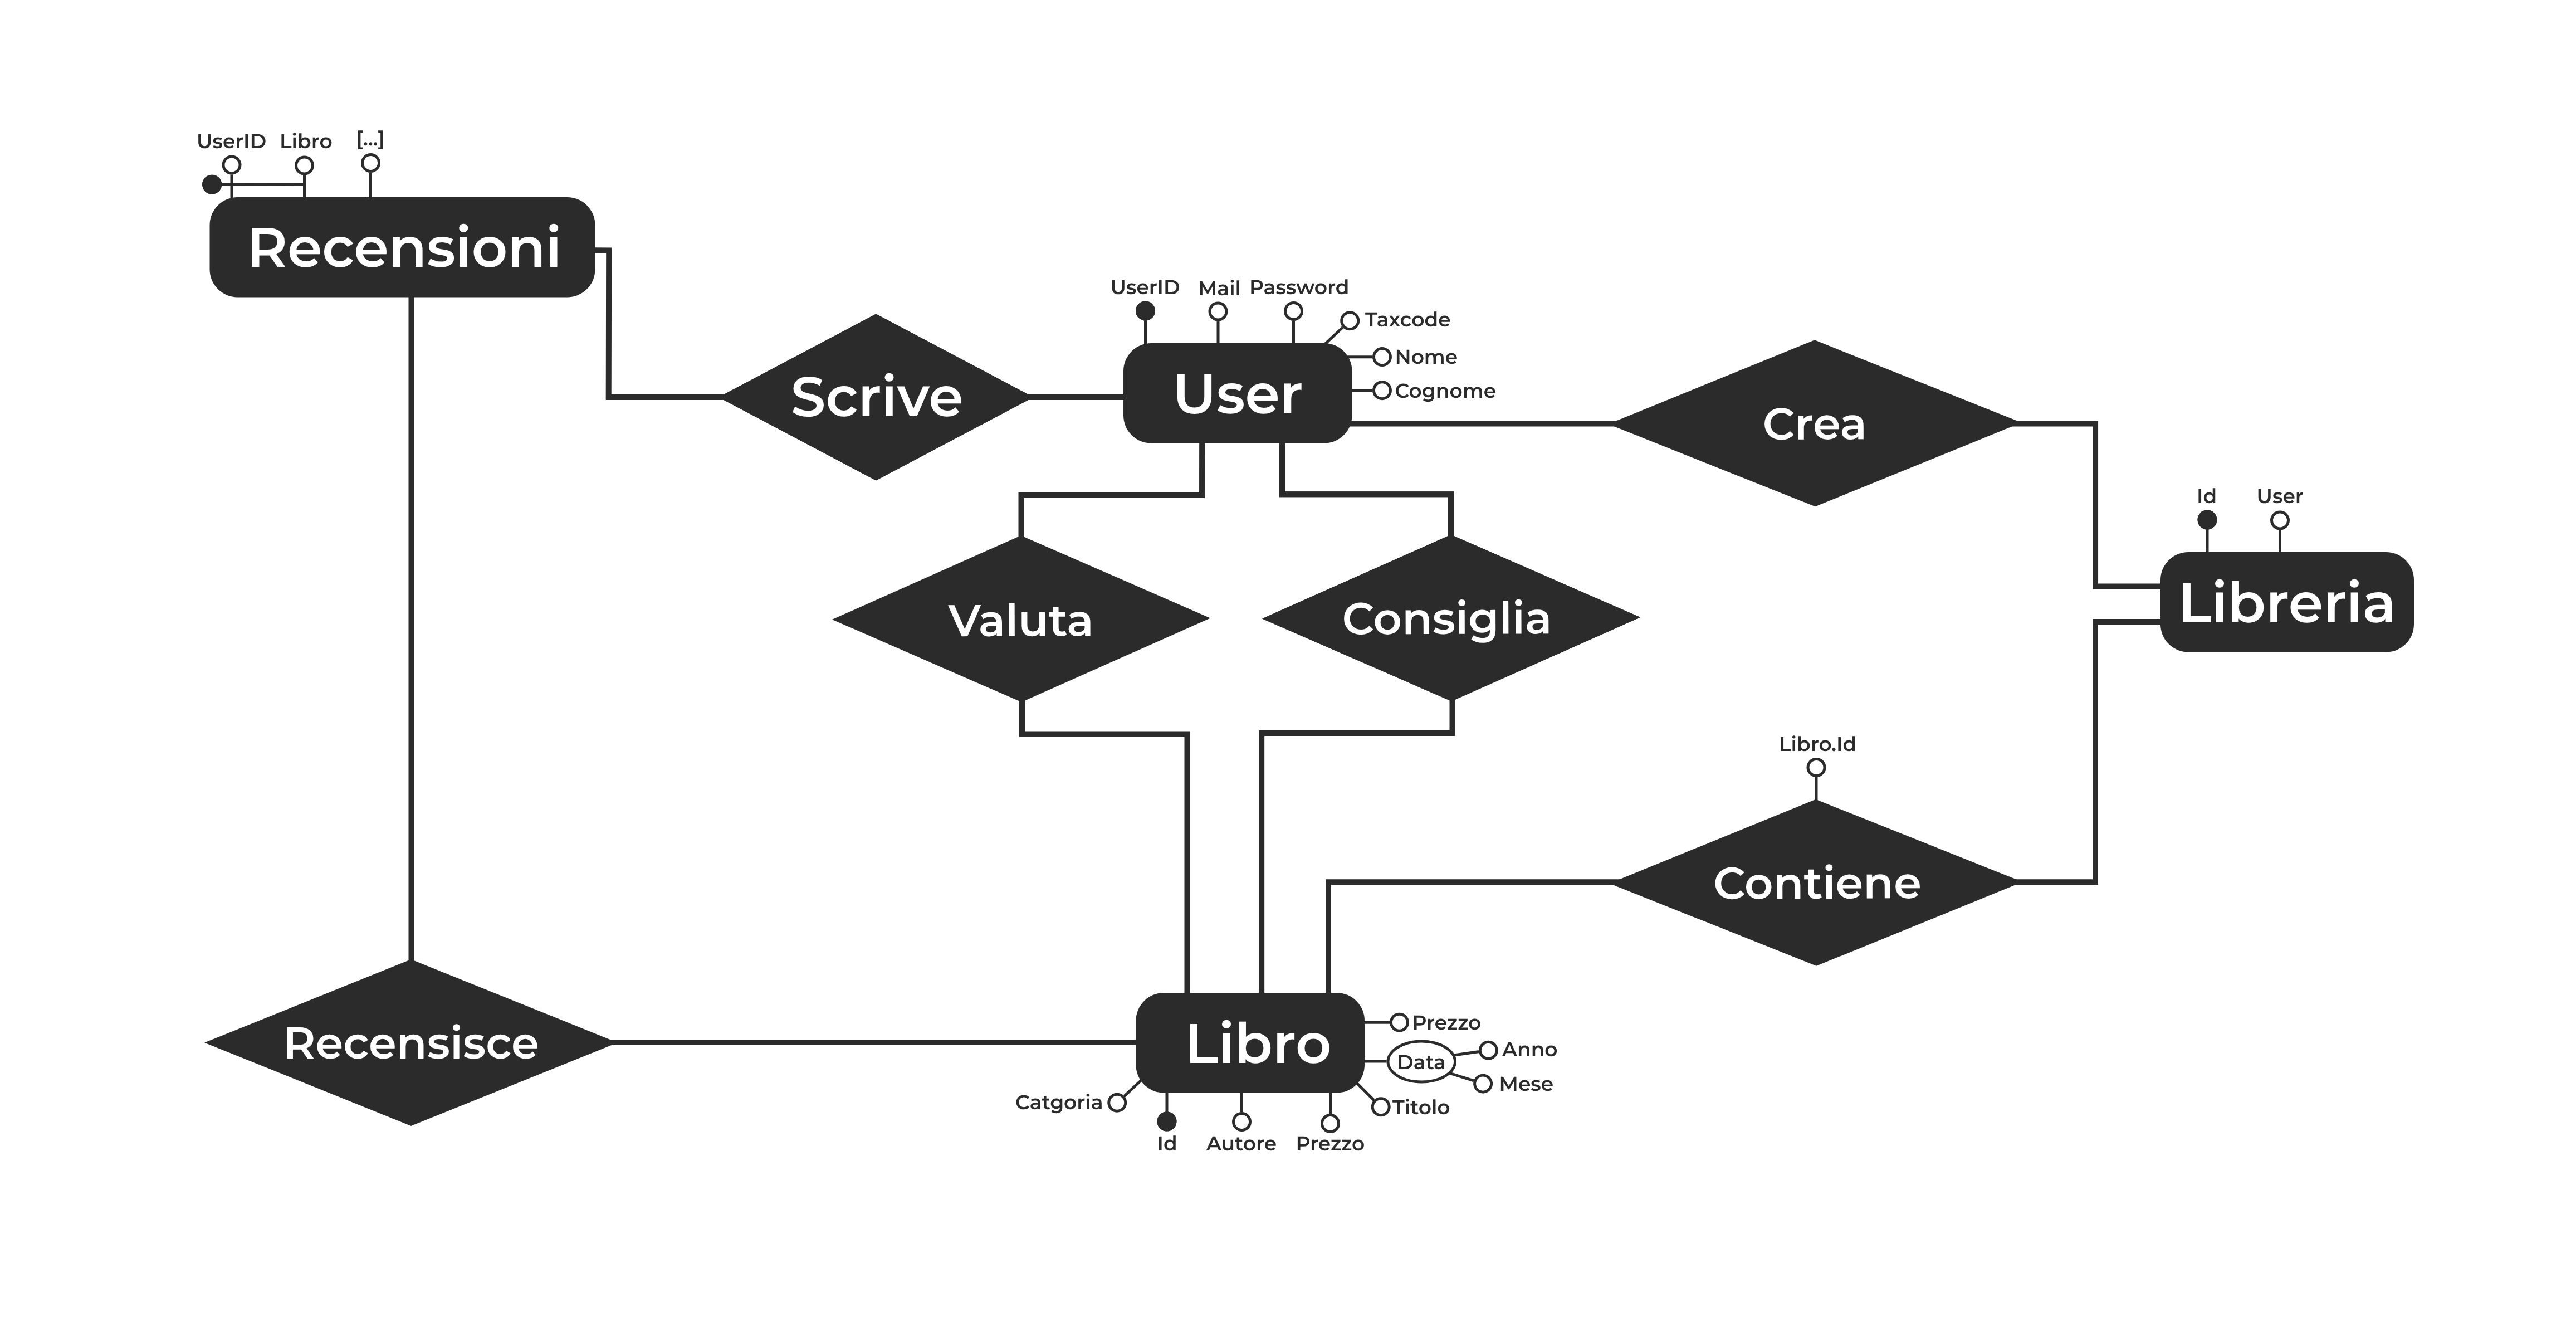 UserID Libro [...]
Recensioni
UserID Mail Password
Taxcode
Nome
Cognome
User
Scrive
Crea
Id User
Libreria
Valuta
Consiglia
Libro.Id
Contiene
Recensisce
Libro
Prezzo
Data
Anno
Mese
Titolo
Catgoria
Id Autore Prezzo